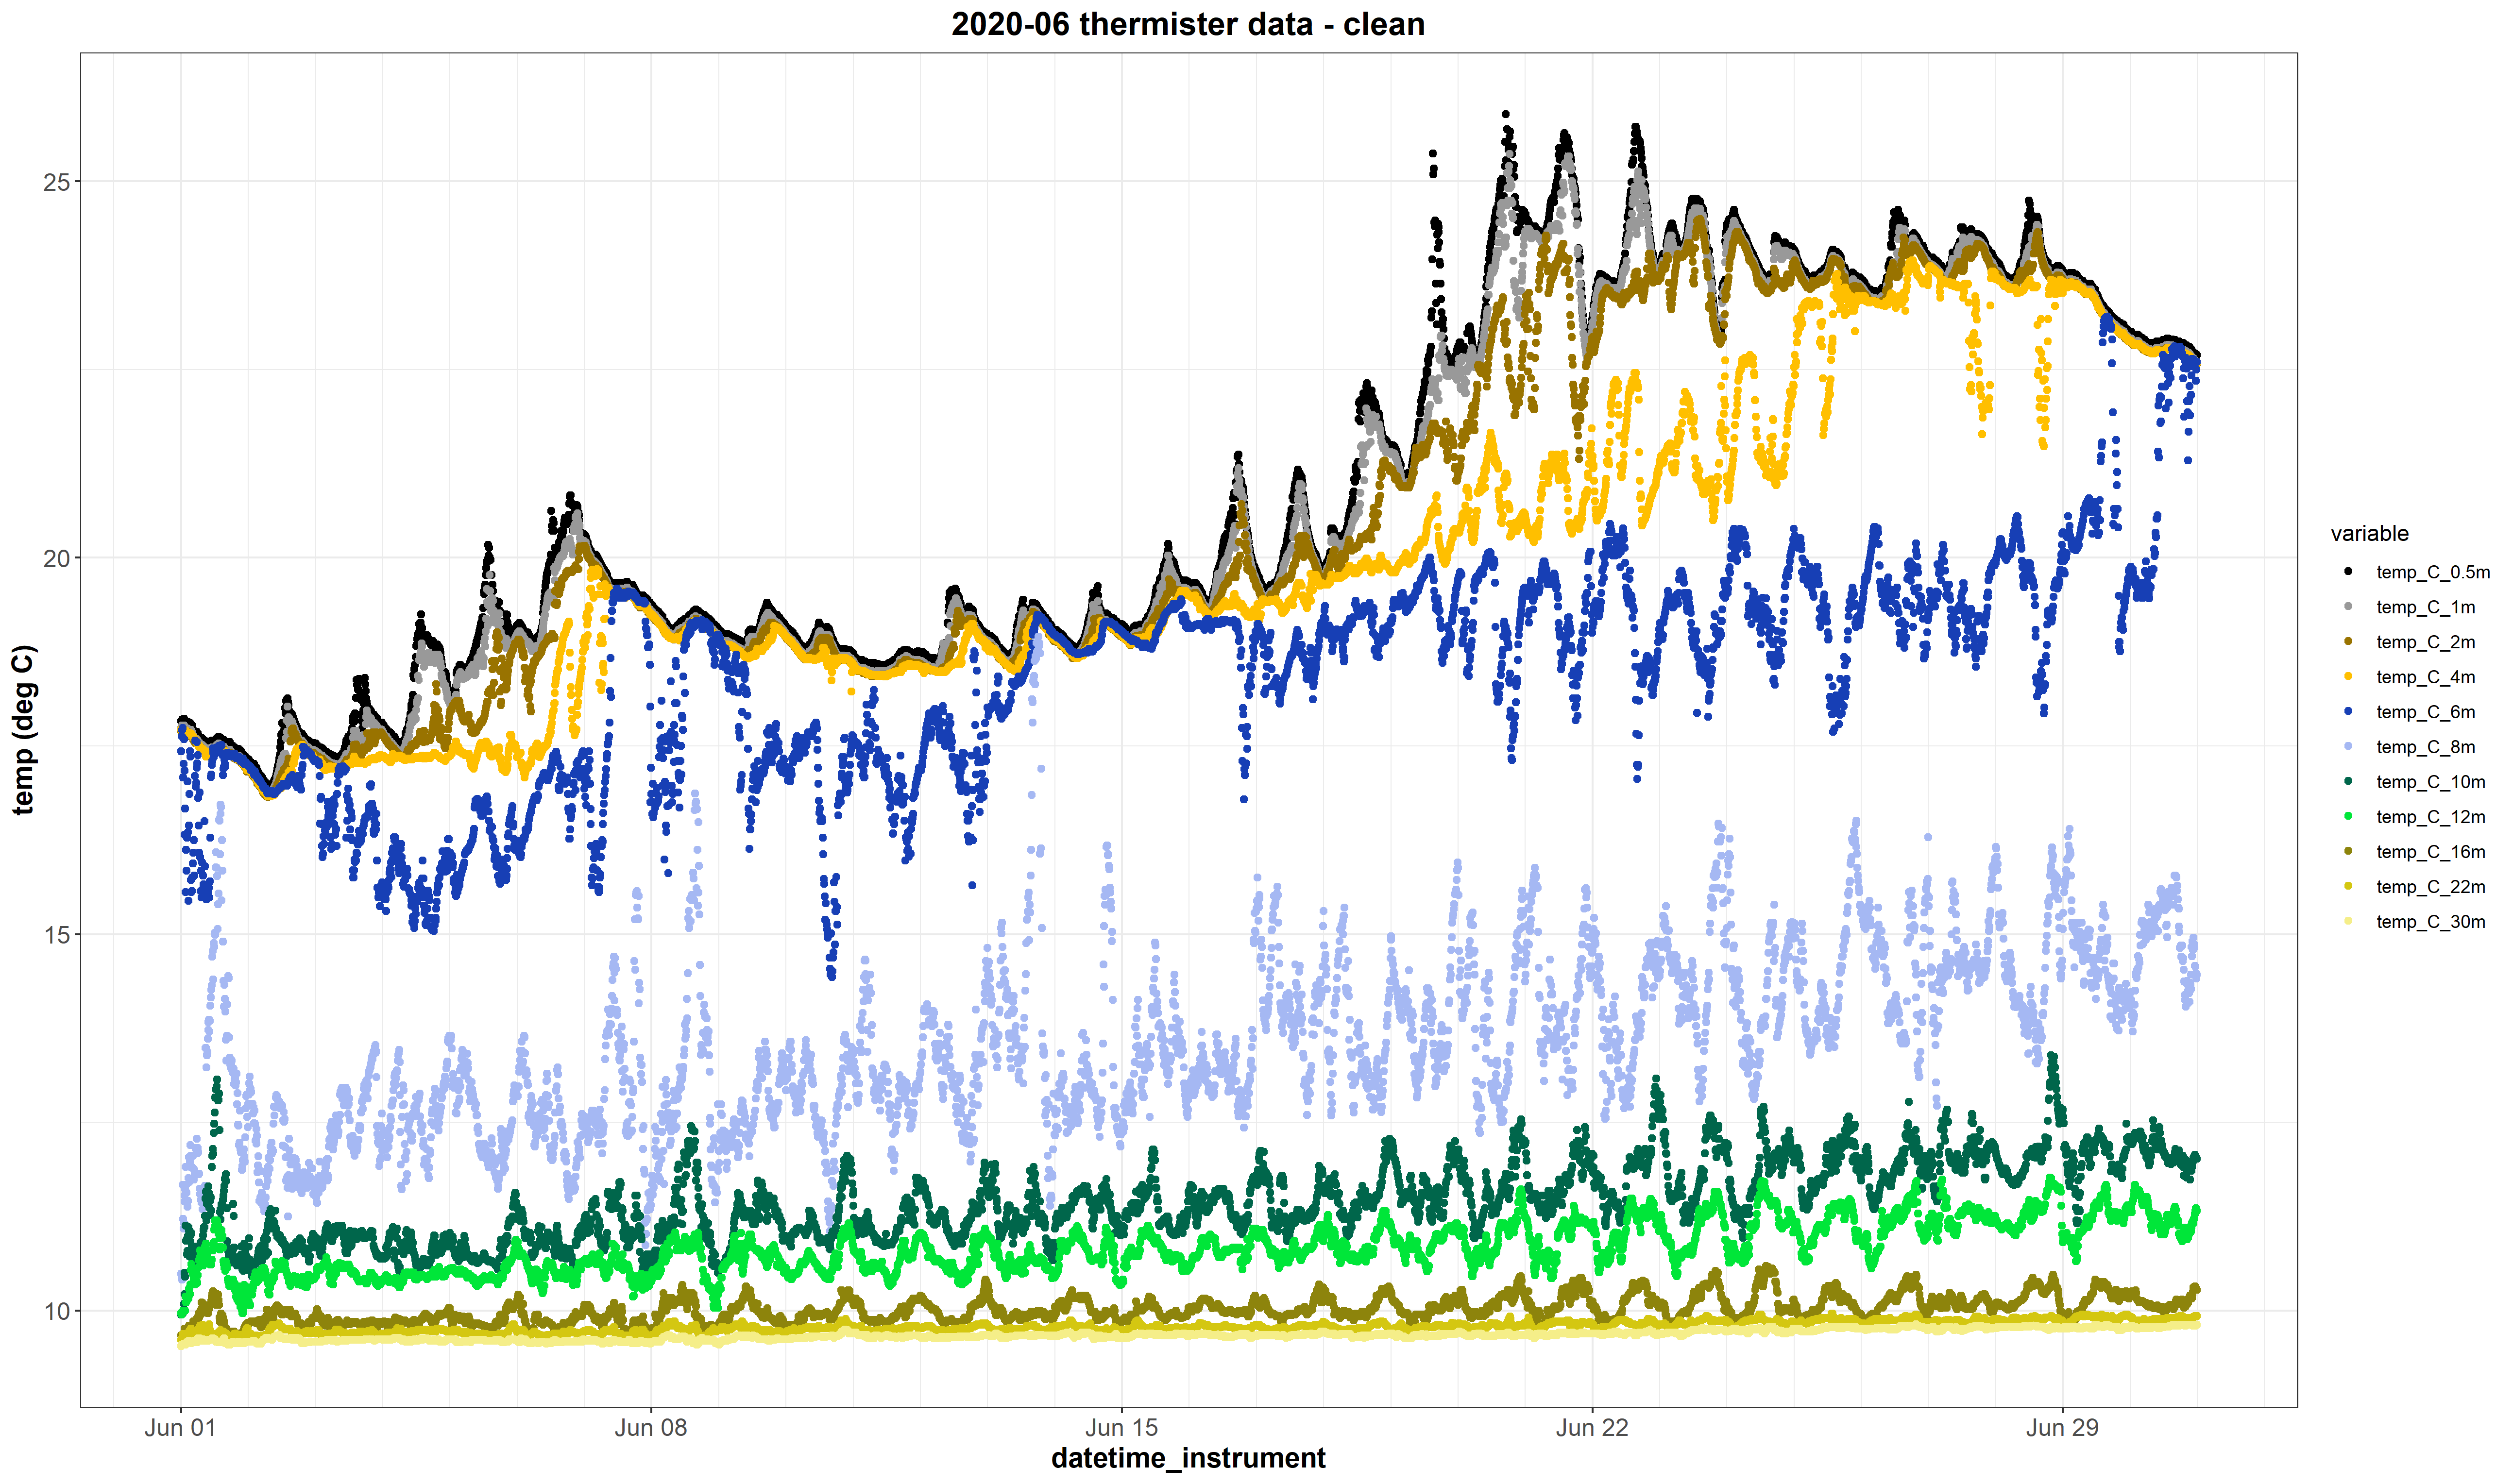 2020-06 thermister data - clean
temp (deg C)
25
20
15
10
Jun 01
Jun 08
Jun 15
Jun 22
Jun 29
datetime_instrument
variable
temp_C_0.5m
temp_C_1m
temp_C_2m
temp_C_4m
temp_C_6m
temp_C_8m
temp_C_10m
temp_C_12m
temp_C_16m
temp_C_22m
temp_C_30m